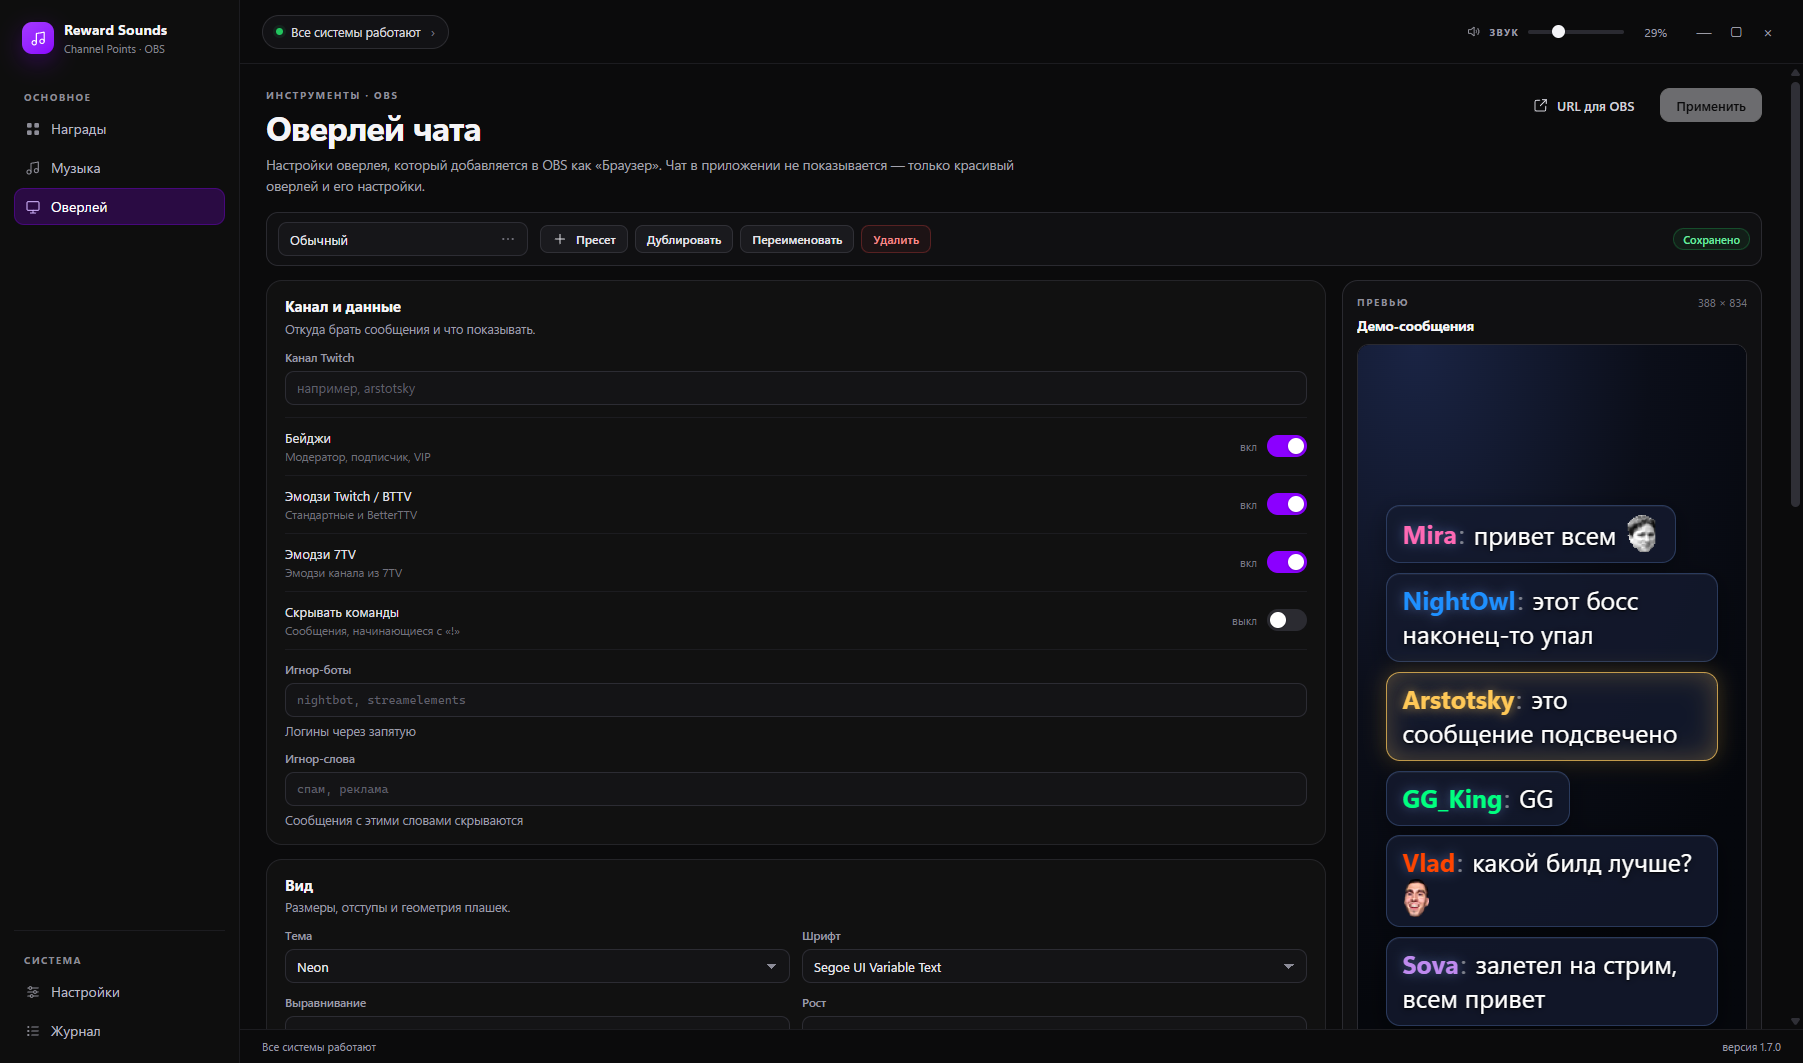 Reward Sounds
Channel Points · OBS
ОСНОВНОЕ
Награды
Музыка
Оверлей
СИСТЕМА
Настройки
Журнал
Все системы работают ›
ЗВУК
29%
ИНСТРУМЕНТЫ · OBS
Оверлей чата
Настройки оверлея, который добавляется в OBS как «Браузер». Чат в приложении не показывается — только красивый
оверлей и его настройки.
URL для OBS
Применить
Обычный
Пресет
Дублировать
Переименовать
Удалить
Сохранено
Канал и данные
Откуда брать сообщения и что показывать.
Канал Twitch
например, arstotsky
Бейджи
Модератор, подписчик, VIP
вкл
Эмодзи Twitch / BTTV
Стандартные и BetterTTV
вкл
Эмодзи 7TV
Эмодзи канала из 7TV
вкл
Скрывать команды
Сообщения, начинающиеся с «!»
выкл
Игнор-боты
nightbot, streamelements
Логины через запятую
Игнор-слова
спам, реклама
Сообщения с этими словами скрываются
Вид
Размеры, отступы и геометрия плашек.
Тема
Neon
Шрифт
Segoe UI Variable Text
Выравнивание
Рост
ПРЕВЬЮ
388 × 834
Демо-сообщения
Mira: привет всем
NightOwl: этот босс
наконец-то упал
Arstotsky: это
сообщение подсвечено
GG_King: GG
Vlad: какой билд лучше?
Sova: залетел на стрим,
всем привет
Все системы работают
версия 1.7.0